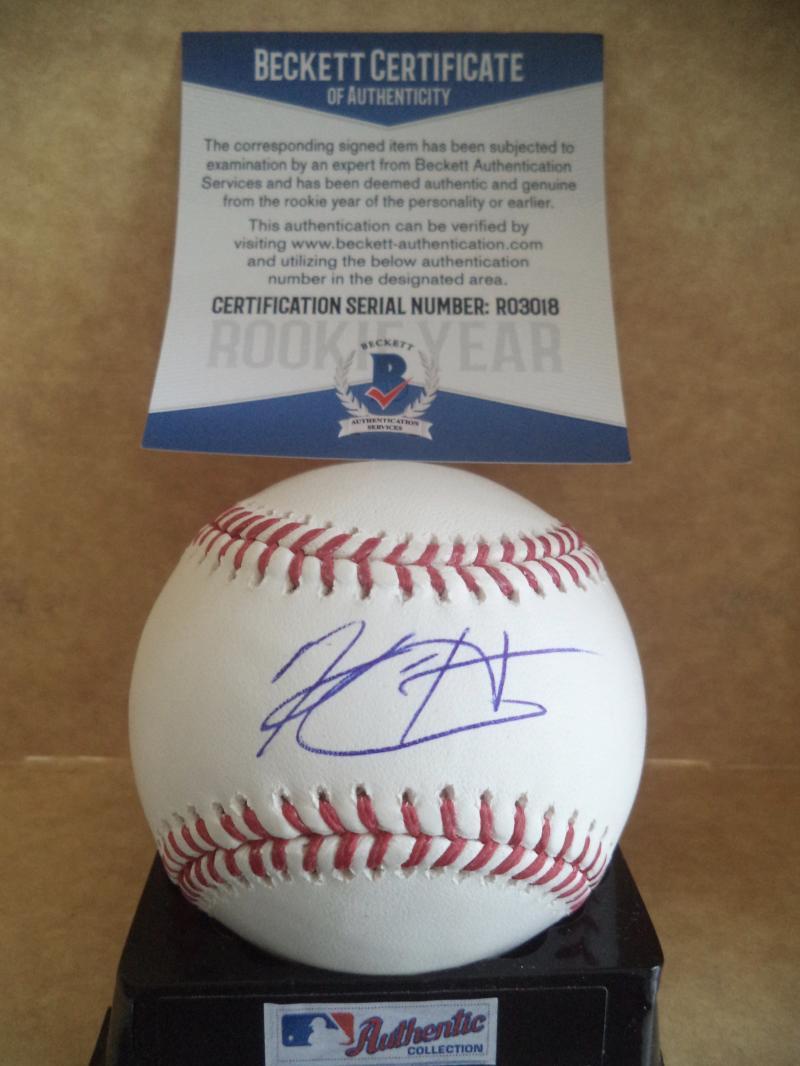 BECKETT CERTIFICATE
OF AUTHENTICITY
The corresponding signed item has been subjected to
examination by an expert from Beckett Authentication
Services and has been deemed authentic and genuine
from the rookie year of the personality or earlier.
This authentication can be verified by
visiting www.beckett-authentication.com
and utilizing the below authentication
number in the designated area.
CERTIFICATION SERIAL NUMBER: R03018
ROOKIE YEAR
BECKETT
B
AUTHENTICATION
SERVICES
Authentic
COLLECTION